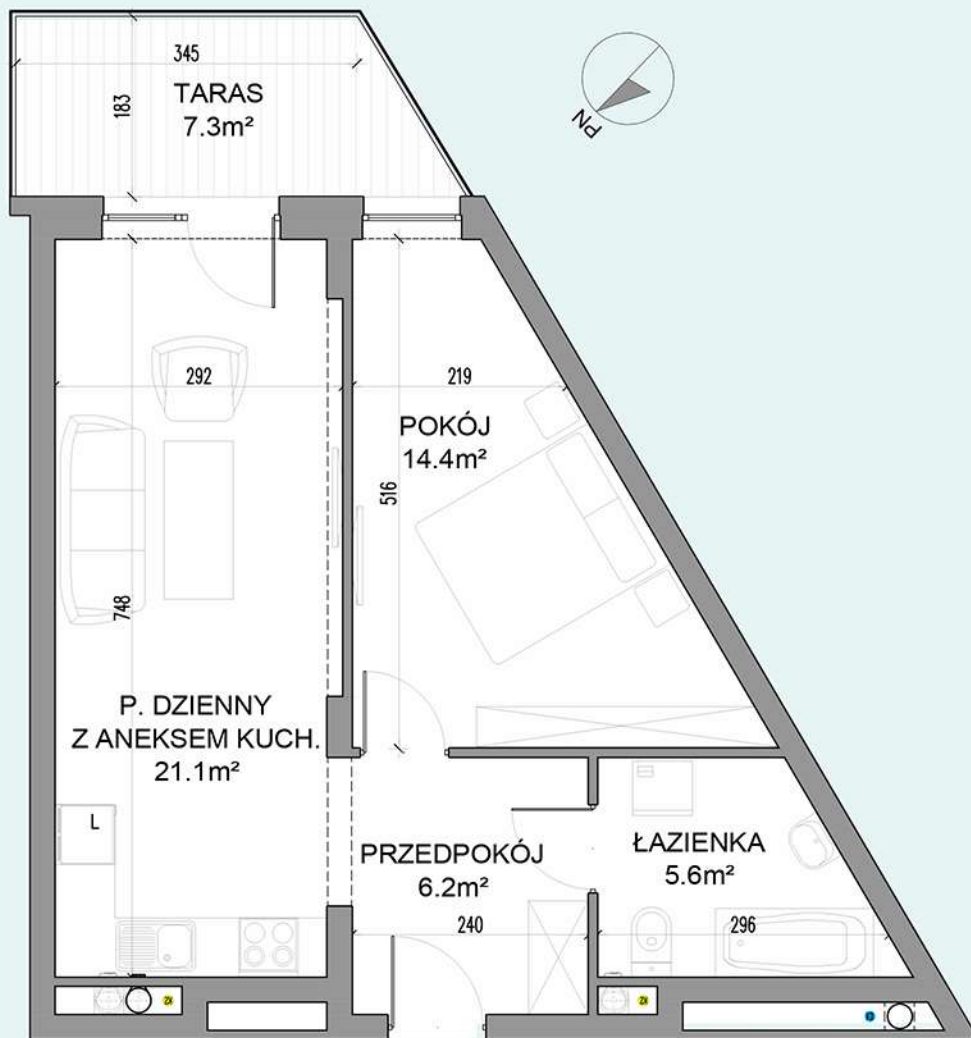 345
183
TARAS
7.3m²
PN
292
219
POKÓJ
14.4m²
516
748
P. DZIENNY
Z ANEKSEM KUCH.
21.1m²
L
PRZEDPOKÓJ
6.2m²
240
ŁAZIENKA
5.6m²
296